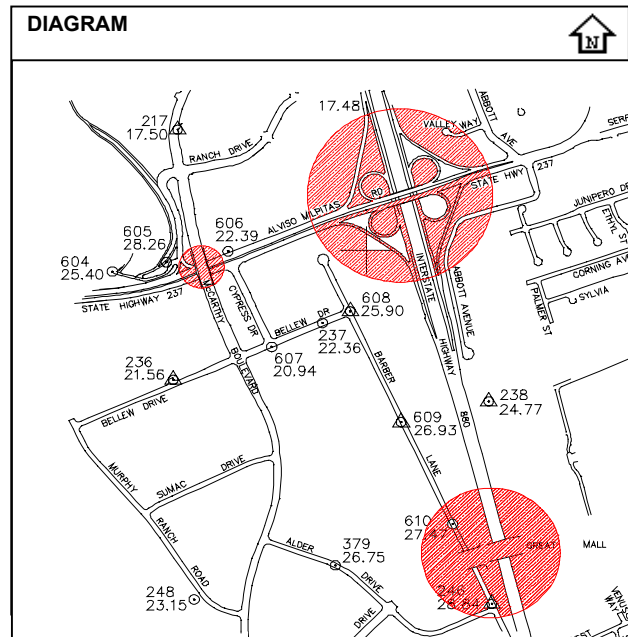 DIAGRAM
N
217
17.50
17.48
VALLEY WAY
ABBOTT
AVE
SERR
RANCH DRIVE
237
STATE HWY
RD
ALVISO MILPITAS
JUNIPERO DR
ETHYL ST
606
22.39
605
28.26
604
25.40
CORNING AVE
STATE HIGHWAY 237
McCARTHY
BOULEVARD
CYPRESS DR
INTERSTATE
HIGHWAY
880
ABBOTT AVENUE
PALMER ST
SYLVIA
608
25.90
BELLEW DR
237
22.36
607
20.94
236
21.56
BARBER
LANE
238
24.77
BELLEW DRIVE
609
26.93
MURPHY
RANCH
ROAD
SUMAC DRIVE
610
27.47
GREAT MALL
379
26.75
ALDER
DRIVE
248
23.15
246
28.84
DRIVE
VENUS
WAY